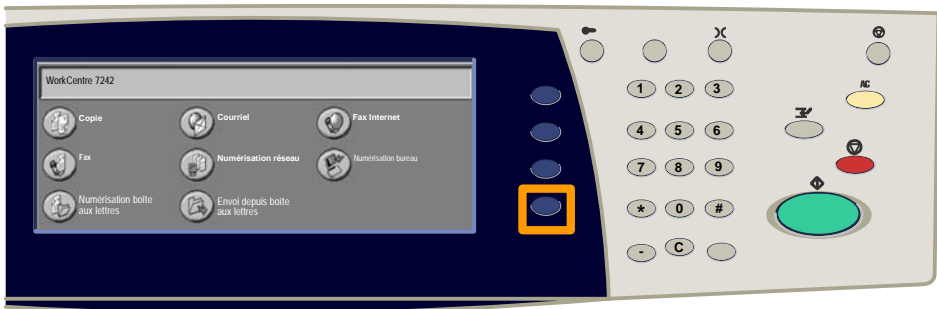 WorkCentre 7242
Copie
Courriel
Fax Internet
Fax
Numérisation réseau
Numérisation bureau
Numérisation boîte
aux lettres
Envoi depuis boîte
aux lettres
1 2 3
4 5 6
7 8 9
* 0 #
- C
AC